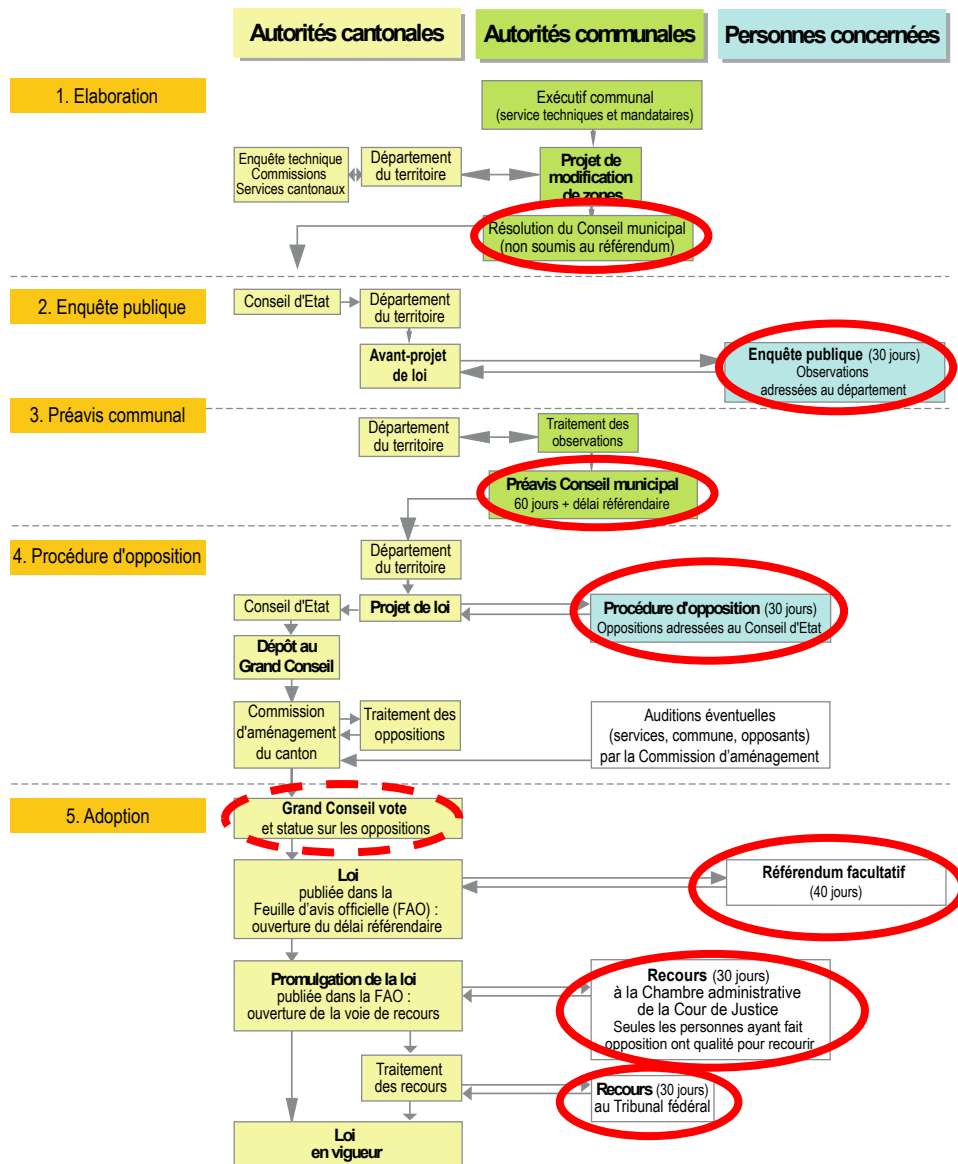 Autorités cantonales
Autorités communales
Personnes concernées
1. Elaboration
Exécutif communal
(service techniques et mandataires)
Enquête technique
Commissions
Services cantonaux
Département
du territoire
Projet de
modification
de zones
Résolution du Conseil municipal
(non soumis au référendum)
2. Enquête publique
Conseil d'Etat
Département
du territoire
Avant-projet
de loi
Enquête publique (30 jours)
Observations
adressées au département
3. Préavis communal
Département
du territoire
Traitement des
observations
Préavis Conseil municipal
60 jours + délai référendaire
4. Procédure d'opposition
Département
du territoire
Conseil d'Etat
Projet de loi
Procédure d'opposition (30 jours)
Oppositions adressées au Conseil d'Etat
Dépôt au
Grand Conseil
Commission
d'aménagement
du canton
Traitement des
oppositions
Auditions éventuelles
(services, commune, opposants)
par la Commission d’aménagement
5. Adoption
Grand Conseil vote
et statue sur les oppositions
Loi
publiée dans la
Feuille d’avis officielle (FAO) :
ouverture du délai référendaire
Référendum facultatif
(40 jours)
Promulgation de la loi
publiée dans la FAO :
ouverture de la voie de recours
Recours (30 jours)
à la Chambre administrative
de la Cour de Justice
Seules les personnes ayant fait
opposition ont qualité pour recourir
Traitement
des recours
Recours (30 jours)
au Tribunal fédéral
Loi
en vigueur